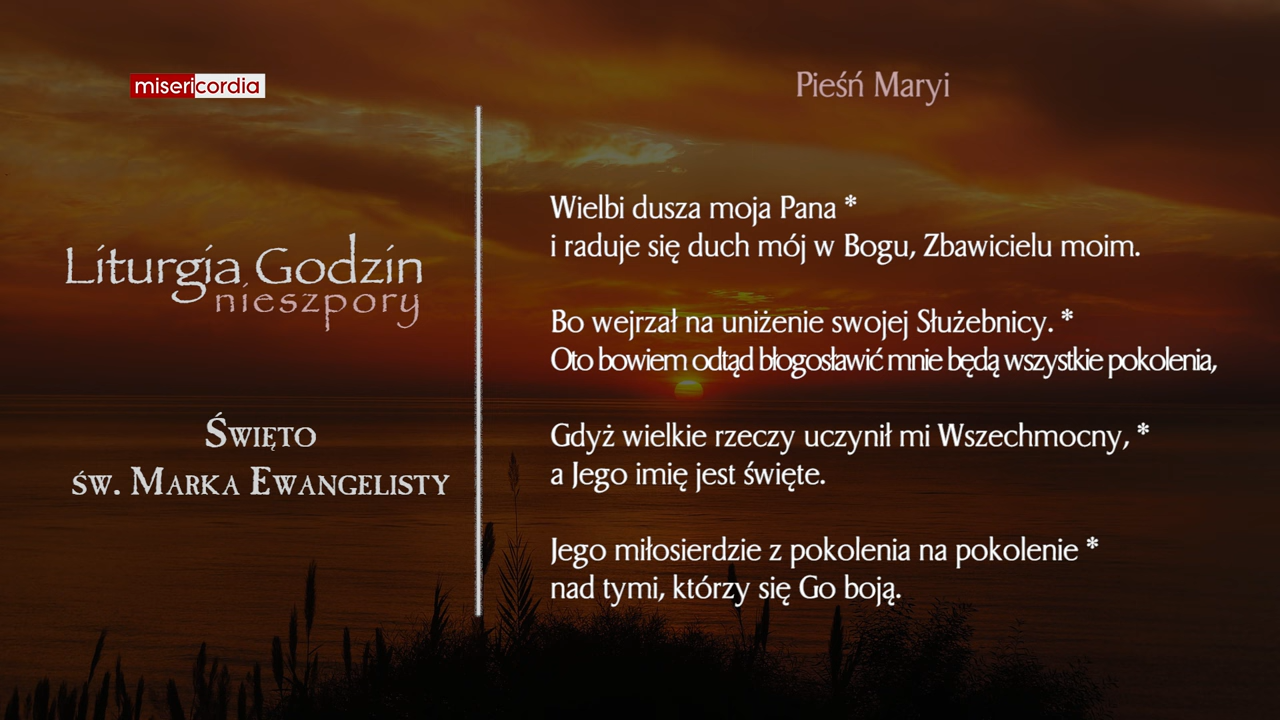 misericordia
Liturgia Godzin
nieszpory
Święto
św. Marka Ewangelisty
Pieśń Maryi
Wielbi dusza moja Pana *
i raduje się duch mój w Bogu, Zbawicielu moim.
Bo wejrzał na uniżenie swojej Służebnicy. *
Oto bowiem odtąd błogosławić mnie będą wszystkie pokolenia,
Gdyż wielkie rzeczy uczynił mi Wszechmocny, *
a Jego imię jest święte.
Jego miłosierdzie z pokolenia na pokolenie *
nad tymi, którzy się Go boją.